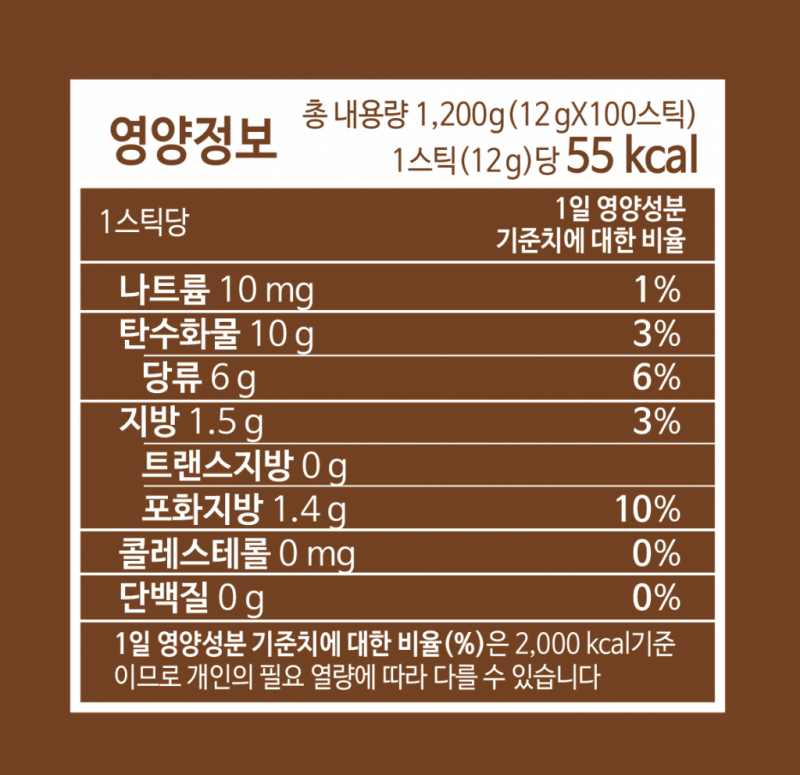 영양정보
총 내용량 1,200g(12gX100스틱)
1스틱(12g)당 55 kcal
1스틱당
1일 영양성분
기준치에 대한 비율
나트륨 10 mg 1%
탄수화물 10 g 3%
당류 6 g 6%
지방 1.5 g 3%
트랜스지방 0 g
포화지방 1.4 g 10%
콜레스테롤 0 mg 0%
단백질 0 g 0%
1일 영양성분 기준치에 대한 비율(%)은 2,000 kcal기준
이므로 개인의 필요 열량에 따라 다를 수 있습니다